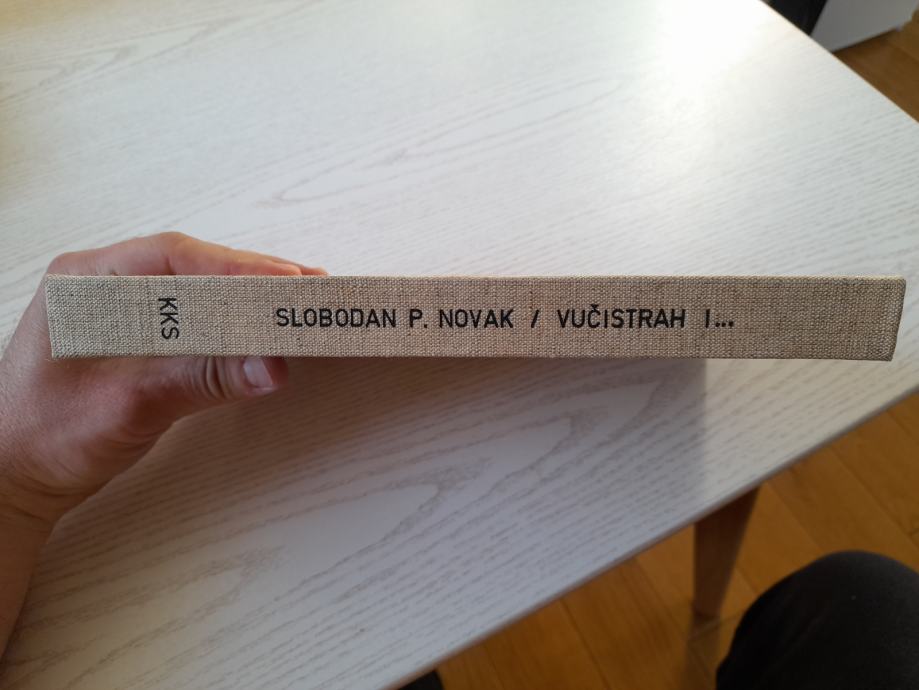 KKS
SLOBODAN P. NOVAK / VUČISTRAH I...